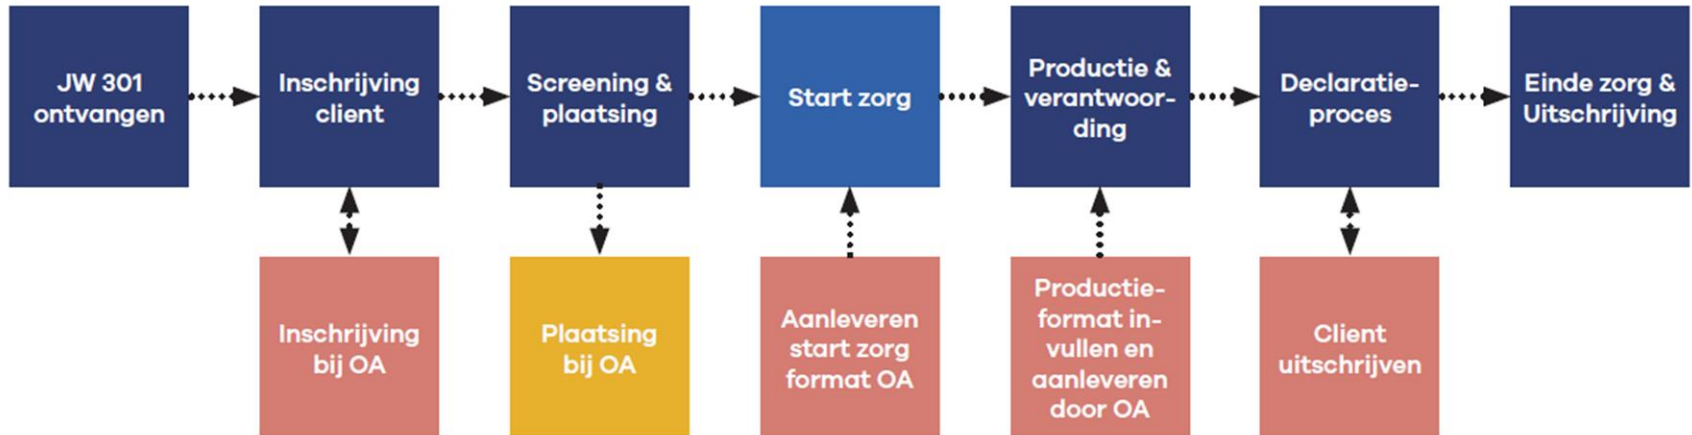 JW 301
ontvangen
Inschrijving
client
Screening &
plaatsing
Start zorg
Productie &
verantwoor-
ding
Declaratie-
proces
Einde zorg &
Uitschrijving
Inschrijving
bij OA
Plaatsing
bij OA
Aanleveren
start zorg
format OA
Productie-
format in-
vullen en
aanleveren
door OA
Client
uitschrijven